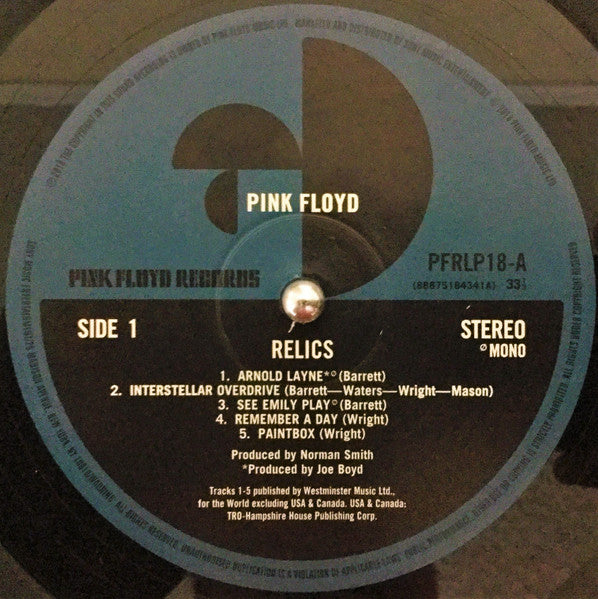 PINK FLOYD
PINK FLOYD RECORDS
PFRLP18-A
(88875184341A) 33⅓
SIDE 1
STEREO
ø MONO
RELICS
1. ARNOLD LAYNE*ø (Barrett)
2. INTERSTELLAR OVERDRIVE (Barrett—Waters—Wright—Mason)
3. SEE EMILY PLAYø (Barrett)
4. REMEMBER A DAY (Wright)
5. PAINTBOX (Wright)
Produced by Norman Smith
*Produced by Joe Boyd
Tracks 1-5 published by Westminster Music Ltd.,
for the World excluding USA & Canada. USA & Canada:
TRO-Hampshire House Publishing Corp.